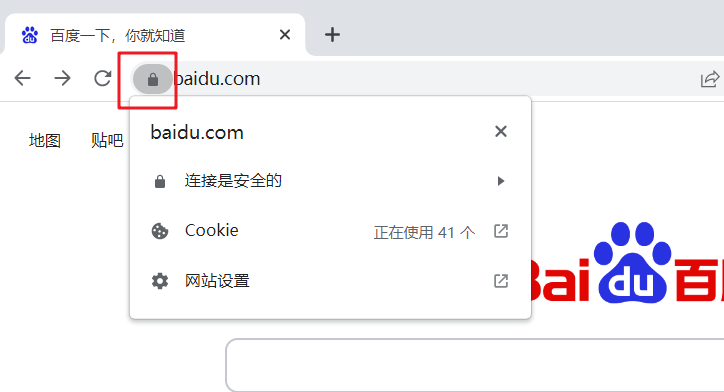 百度一下，你就知道
baidu.com
地图 贴吧
baidu.com
连接是安全的
Cookie 正在使用 41 个
网站设置
Bai du 百